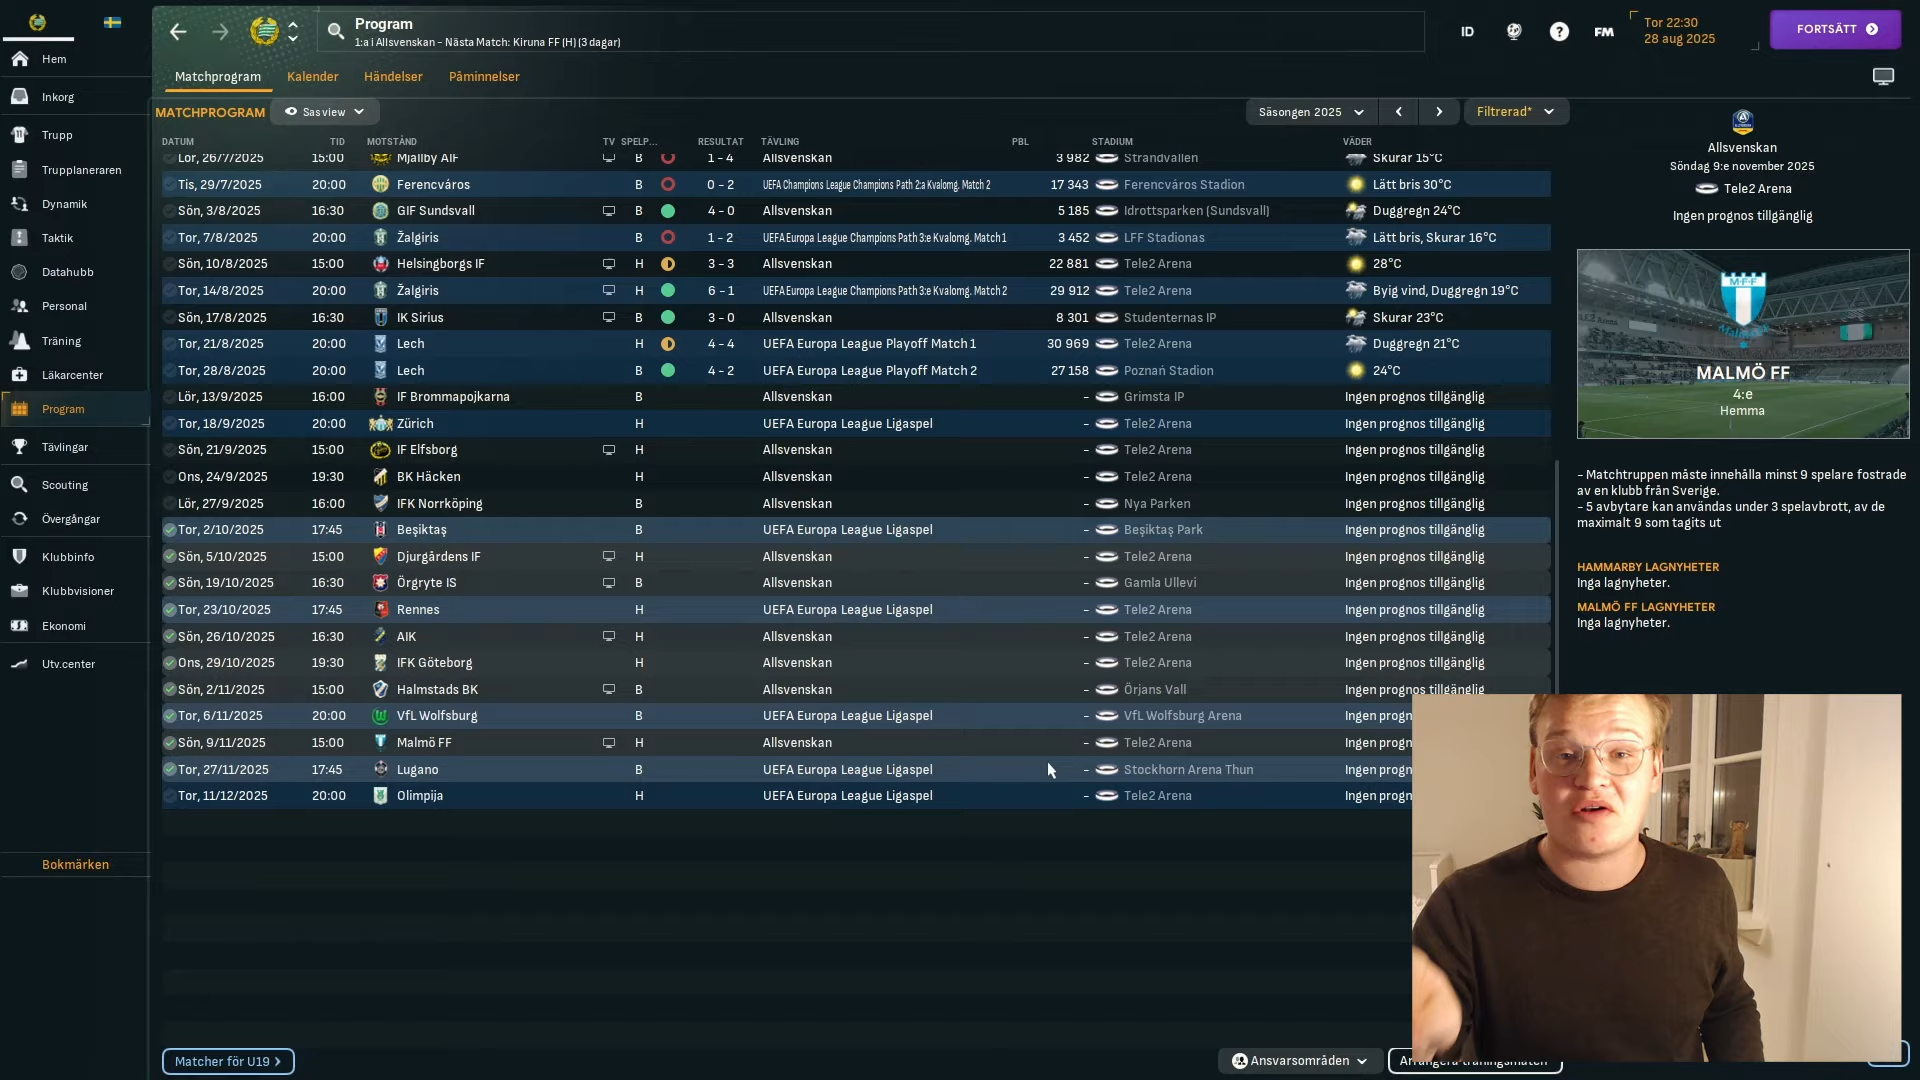 Program
1:a i Allsvenskan - Nästa Match: Kiruna FF (H) (3 dagar)
ID
FM
Tor 22:30
28 aug 2025
FORTSÄTT
Hem
Inkorg
Trupp
Trupplaneraren
Dynamik
Taktik
Datahubb
Personal
Träning
Läkarcenter
Program
Tävlingar
Scouting
Övergångar
Klubbinfo
Klubbvisioner
Ekonomi
Utv.center
Bokmärken
Matchprogram Kalender Händelser Påminnelser
MATCHPROGRAM Sas view Säsongen 2025 Filtrerad*
DATUM TID MOTSTÅND TV SPELP... RESULTAT TÄVLING PBL STADIUM VÄDER
Lör, 26/7/2025 15:00 Mjällby AIF B 1 - 4 Allsvenskan 3 982 Strandvallen Skurar 15°C
Tis, 29/7/2025 20:00 Ferencváros B 0 - 2 UEFA Champions League Champions Path 2:a Kvalomg. Match 2 17 343 Ferencváros Stadion Lätt bris 30°C
Sön, 3/8/2025 16:30 GIF Sundsvall B 4 - 0 Allsvenskan 5 185 Idrottsparken (Sundsvall) Duggregn 24°C
Tor, 7/8/2025 20:00 Žalgiris B 1 - 2 UEFA Europa League Champions Path 3:e Kvalomg. Match 1 3 452 LFF Stadionas Lätt bris, Skurar 16°C
Sön, 10/8/2025 15:00 Helsingborgs IF H 3 - 3 Allsvenskan 22 881 Tele2 Arena 28°C
Tor, 14/8/2025 20:00 Žalgiris H 6 - 1 UEFA Europa League Champions Path 3:e Kvalomg. Match 2 29 912 Tele2 Arena Byig vind, Duggregn 19°C
Sön, 17/8/2025 16:30 IK Sirius B 3 - 0 Allsvenskan 8 301 Studenternas IP Skurar 23°C
Tor, 21/8/2025 20:00 Lech H 4 - 4 UEFA Europa League Playoff Match 1 30 969 Tele2 Arena Duggregn 21°C
Tor, 28/8/2025 20:00 Lech B 4 - 2 UEFA Europa League Playoff Match 2 27 158 Poznań Stadion 24°C
Lör, 13/9/2025 16:00 IF Brommapojkarna B Allsvenskan - Grimsta IP Ingen prognos tillgänglig
Tor, 18/9/2025 20:00 Zürich H UEFA Europa League Ligaspel - Tele2 Arena Ingen prognos tillgänglig
Sön, 21/9/2025 15:00 IF Elfsborg H Allsvenskan - Tele2 Arena Ingen prognos tillgänglig
Ons, 24/9/2025 19:30 BK Häcken H Allsvenskan - Tele2 Arena Ingen prognos tillgänglig
Lör, 27/9/2025 16:00 IFK Norrköping B Allsvenskan - Nya Parken Ingen prognos tillgänglig
Tor, 2/10/2025 17:45 Beşiktaş B UEFA Europa League Ligaspel - Beşiktaş Park Ingen prognos tillgänglig
Sön, 5/10/2025 15:00 Djurgårdens IF H Allsvenskan - Tele2 Arena Ingen prognos tillgänglig
Sön, 19/10/2025 16:30 Örgryte IS B Allsvenskan - Gamla Ullevi Ingen prognos tillgänglig
Tor, 23/10/2025 17:45 Rennes H UEFA Europa League Ligaspel - Tele2 Arena Ingen prognos tillgänglig
Sön, 26/10/2025 16:30 AIK H Allsvenskan - Tele2 Arena Ingen prognos tillgänglig
Ons, 29/10/2025 19:30 IFK Göteborg H Allsvenskan - Tele2 Arena Ingen prognos tillgänglig
Sön, 2/11/2025 15:00 Halmstads BK B Allsvenskan - Örjans Vall Ingen prognos tillgänglig
Tor, 6/11/2025 20:00 VfL Wolfsburg B UEFA Europa League Ligaspel - VfL Wolfsburg Arena Ingen progn
Sön, 9/11/2025 15:00 Malmö FF H Allsvenskan - Tele2 Arena Ingen progn
Tor, 27/11/2025 17:45 Lugano B UEFA Europa League Ligaspel - Stockhorn Arena Thun Ingen progn
Tor, 11/12/2025 20:00 Olimpija H UEFA Europa League Ligaspel - Tele2 Arena Ingen progn
Allsvenskan
Söndag 9:e november 2025
Tele2 Arena
Ingen prognos tillgänglig
MALMÖ FF
4:e
Hemma
- Matchtruppen måste innehålla minst 9 spelare fostrade
av en klubb från Sverige.
- 5 avbytare kan användas under 3 spelavbrott, av de
maximalt 9 som tagits ut
HAMMARBY LAGNYHETER
Inga lagnyheter.
MALMÖ FF LAGNYHETER
Inga lagnyheter.
Matcher för U19
Ansvarsområden
Arrangera träningsmatch